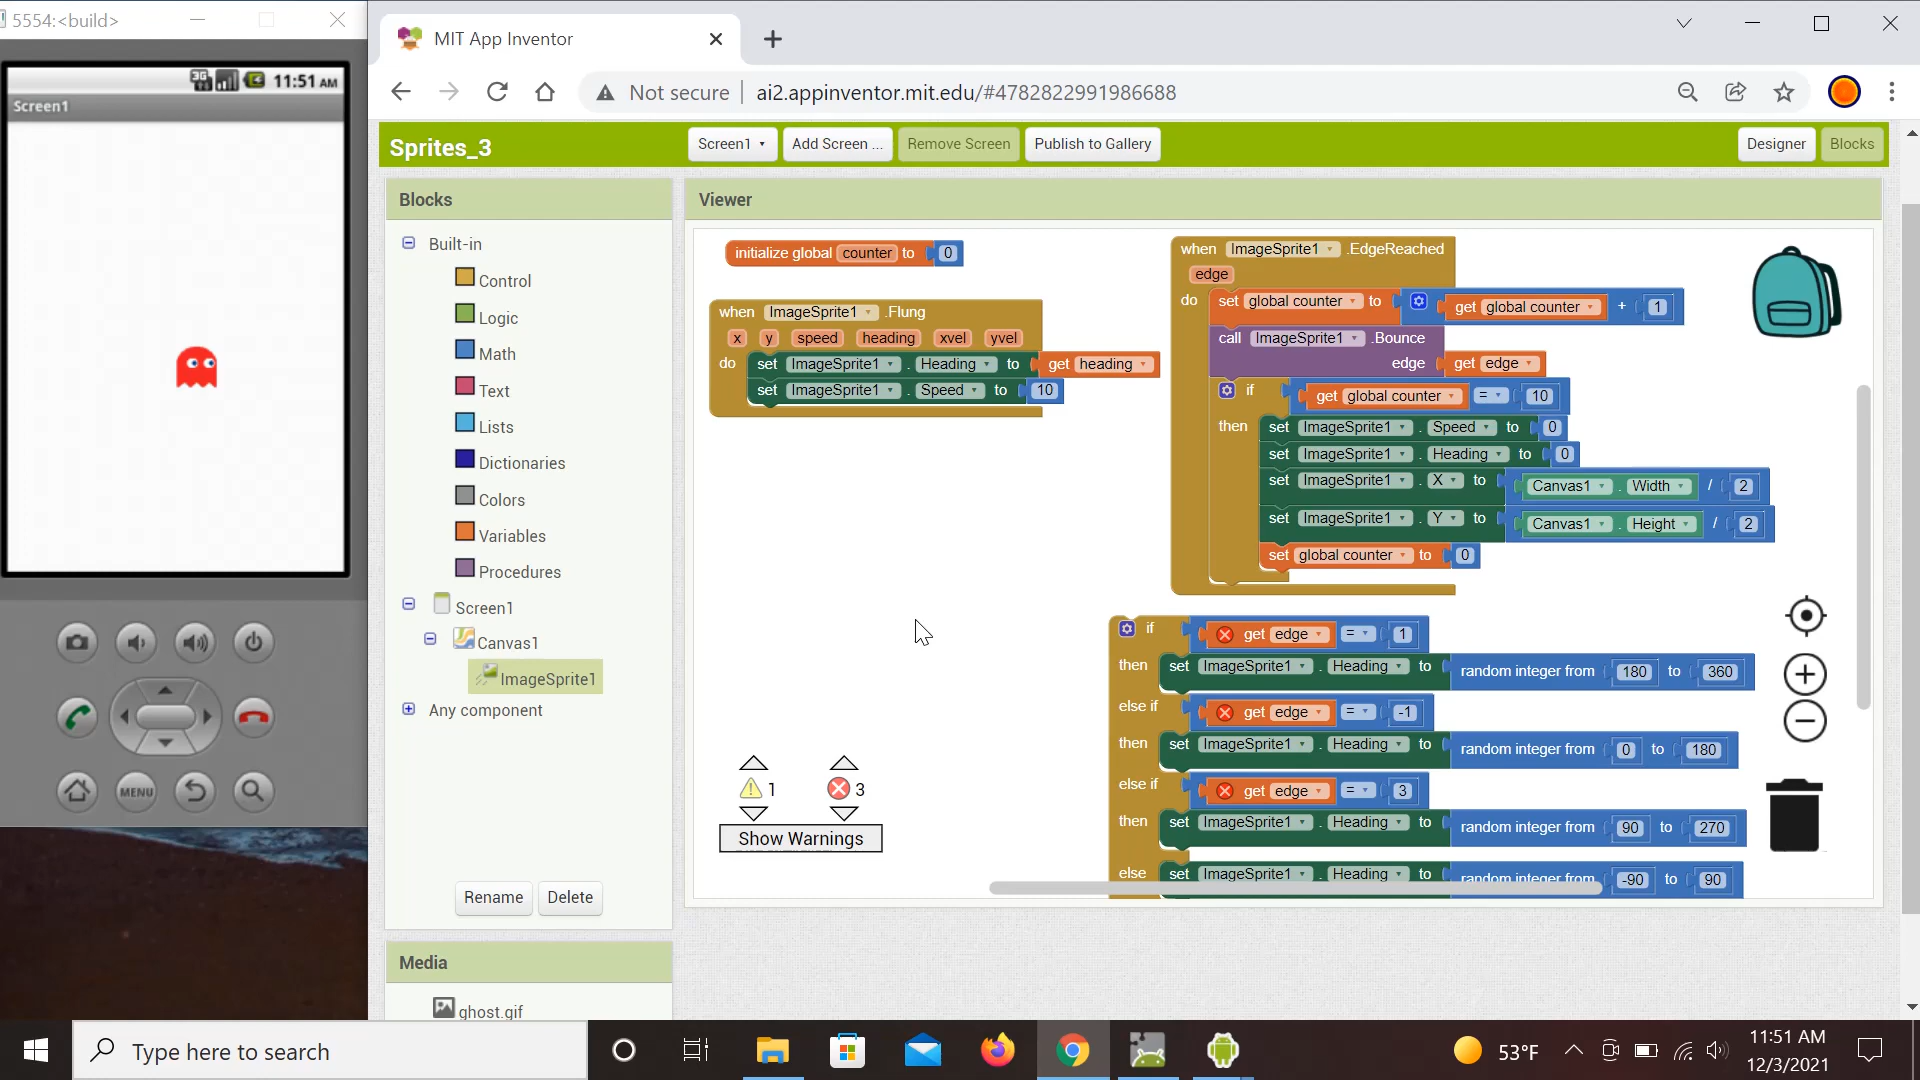 5554:<build>
3G 11:51 AM
Screen1
MENU
MIT App Inventor
Not secure
ai2.appinventor.mit.edu/#4782822991986688
Sprites_3
Screen1
Add Screen ...
Remove Screen
Publish to Gallery
Designer
Blocks
Blocks
Built-in
Control
Logic
Math
Text
Lists
Dictionaries
Colors
Variables
Procedures
Screen1
Canvas1
ImageSprite1
Any component
Rename
Delete
Media
ghost.gif
Viewer
initialize global counter to 0
when ImageSprite1 .Flung
x y speed heading xvel yvel
do set ImageSprite1 . Heading to get heading
set ImageSprite1 . Speed to 10
when ImageSprite1 .EdgeReached
edge
do set global counter to get global counter + 1
call ImageSprite1 .Bounce
edge get edge
if get global counter = 10
then set ImageSprite1 . Speed to 0
set ImageSprite1 . Heading to 0
set ImageSprite1 . X to Canvas1 . Width / 2
set ImageSprite1 . Y to Canvas1 . Height / 2
set global counter to 0
if get edge = 1
then set ImageSprite1 . Heading to random integer from 180 to 360
else if get edge = -1
then set ImageSprite1 . Heading to random integer from 0 to 180
else if get edge = 3
then set ImageSprite1 . Heading to random integer from 90 to 270
else set ImageSprite1 . Heading to random integer from -90 to 90
1 3
Show Warnings
Type here to search
53°F
11:51 AM
12/3/2021